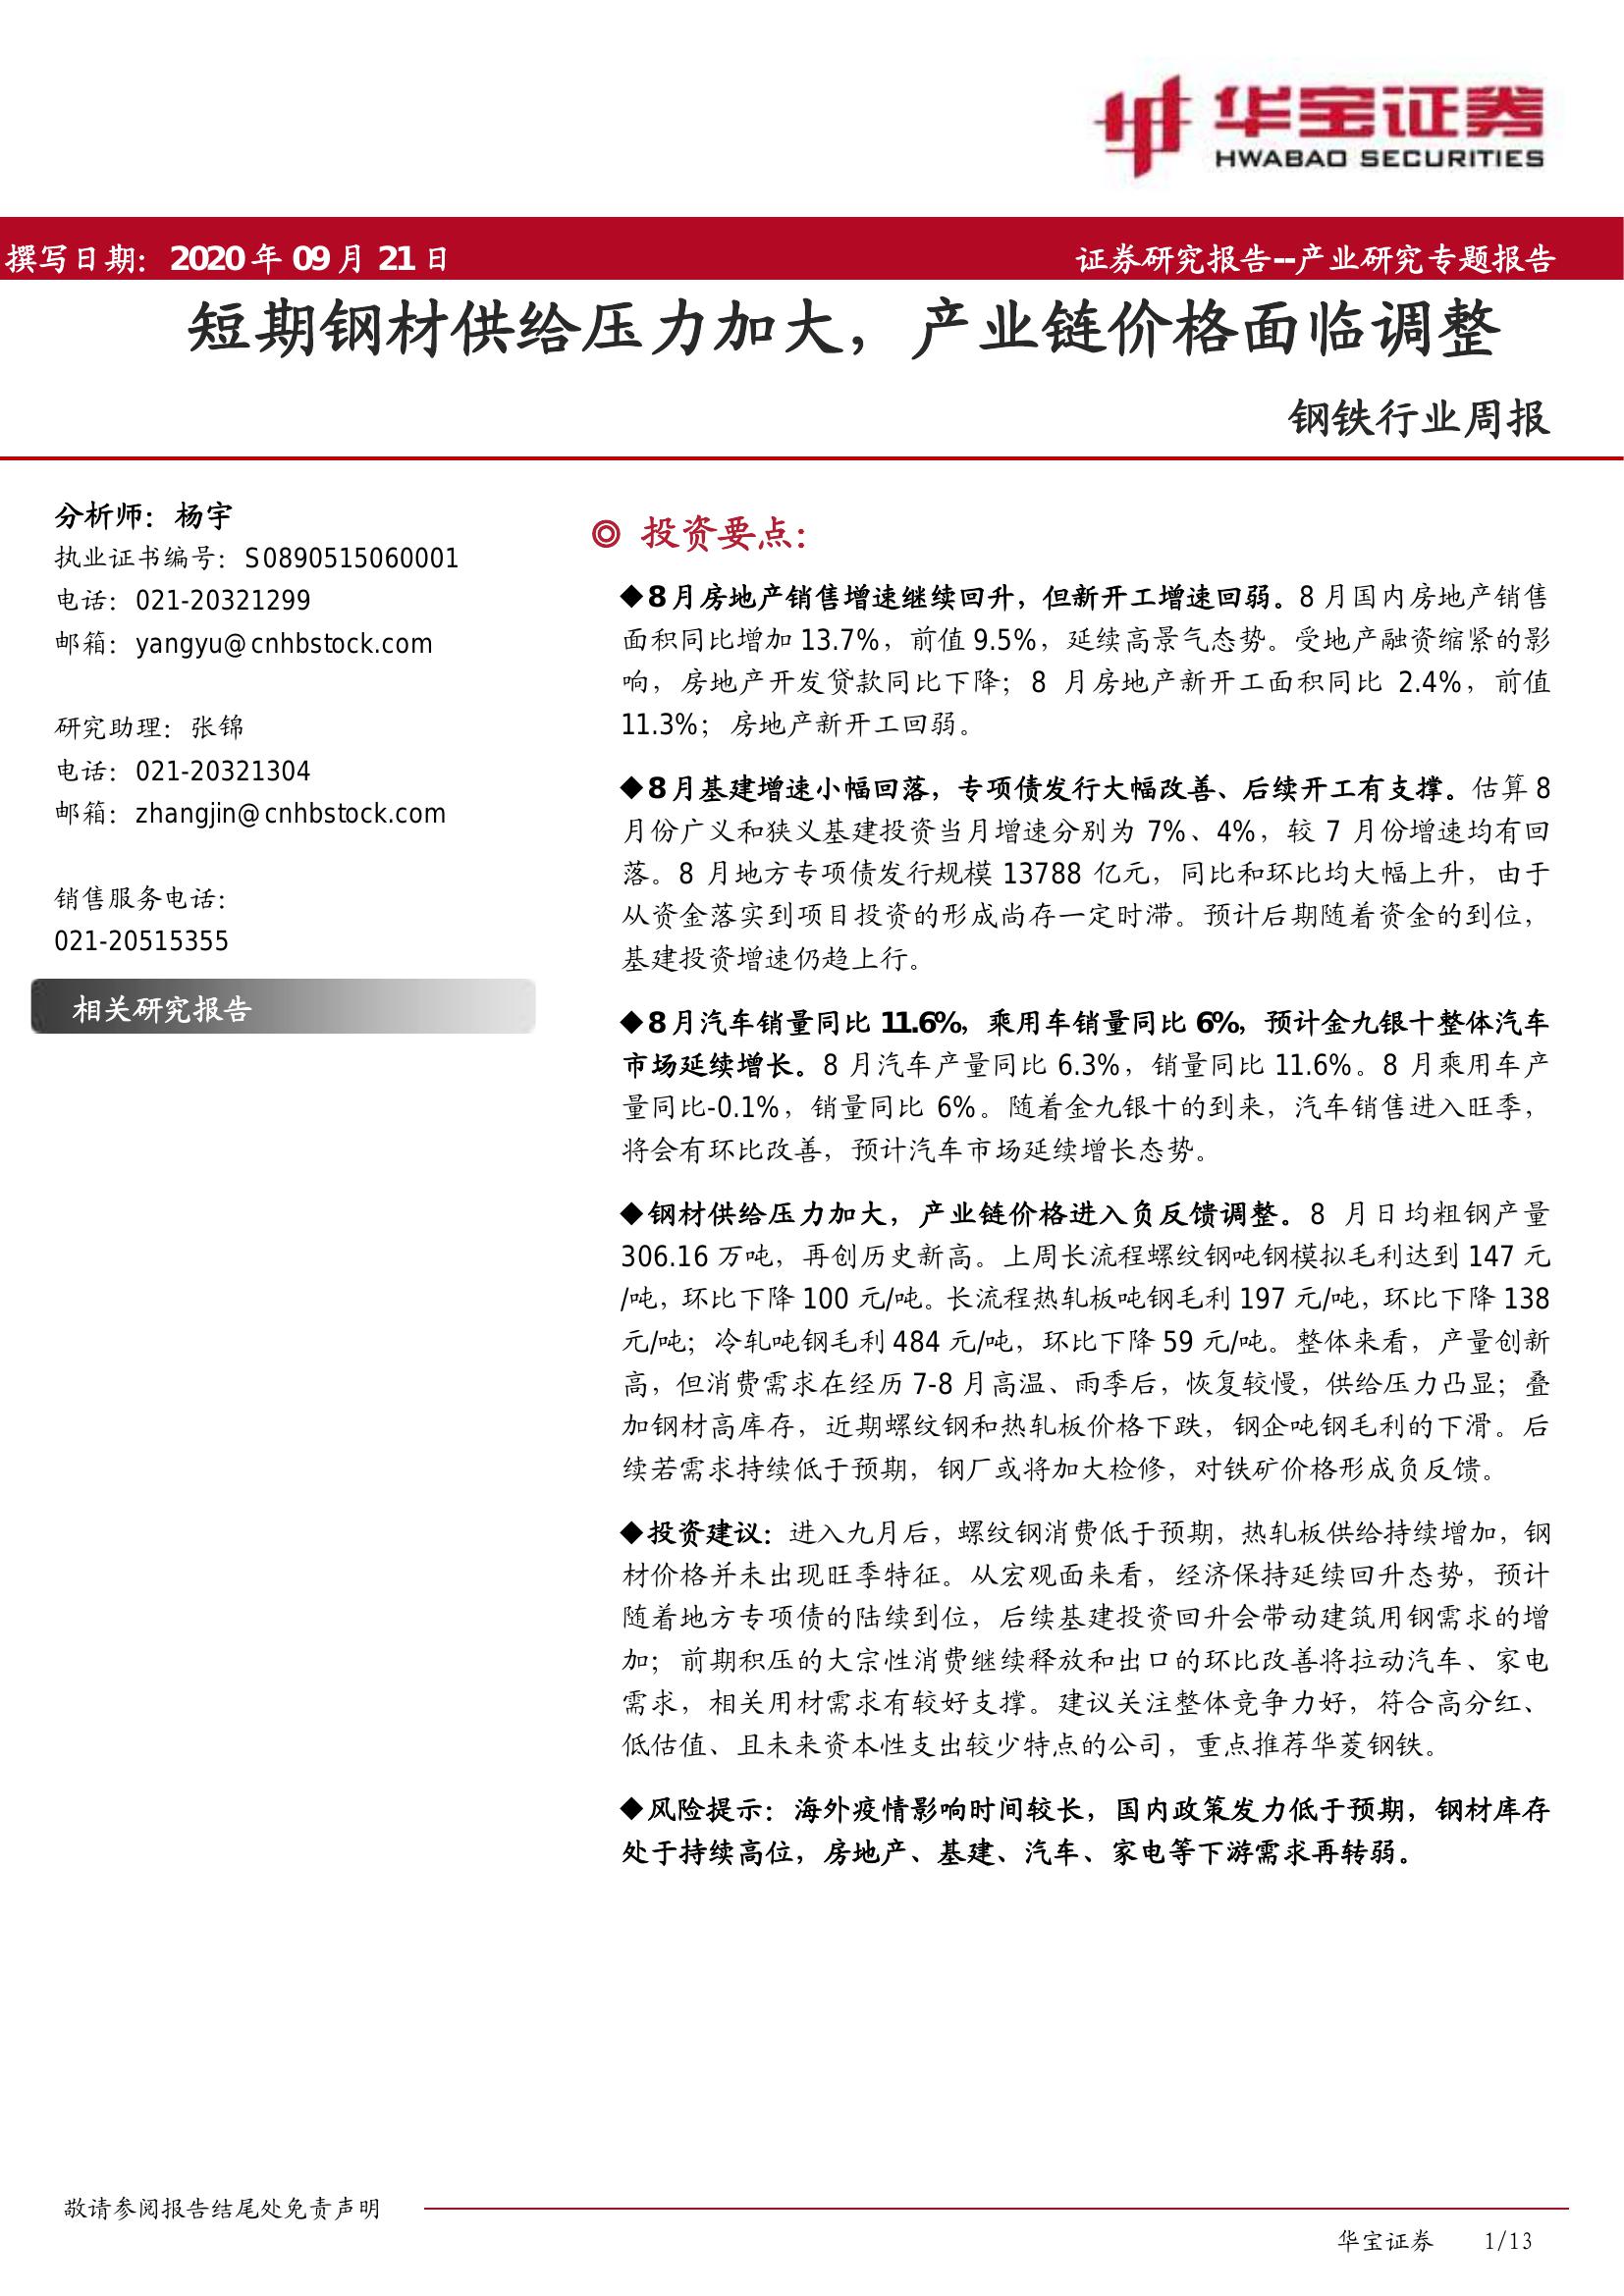 华宝证券
HWABAO SECURITIES
撰写日期：2020 年 09 月 21 日
证券研究报告--产业研究专题报告
短期钢材供给压力加大，产业链价格面临调整
钢铁行业周报
分析师：杨宇
执业证书编号：S0890515060001
电话：021-20321299
邮箱：yangyu@cnhbstock.com
研究助理：张锦
电话：021-20321304
邮箱：zhangjin@cnhbstock.com
销售服务电话：
021-20515355
相关研究报告
◎ 投资要点：
◆8 月房地产销售增速继续回升，但新开工增速回弱。8 月国内房地产销售
面积同比增加 13.7%，前值 9.5%，延续高景气态势。受地产融资缩紧的影
响，房地产开发贷款同比下降；8 月房地产新开工面积同比 2.4%，前值
11.3%；房地产新开工回弱。
◆8 月基建增速小幅回落，专项债发行大幅改善、后续开工有支撑。估算 8
月份广义和狭义基建投资当月增速分别为 7%、4%，较 7 月份增速均有回
落。8 月地方专项债发行规模 13788 亿元，同比和环比均大幅上升，由于
从资金落实到项目投资的形成尚存一定时滞。预计后期随着资金的到位，
基建投资增速仍趋上行。
◆8 月汽车销量同比 11.6%，乘用车销量同比 6%，预计金九银十整体汽车
市场延续增长。8 月汽车产量同比 6.3%，销量同比 11.6%。8 月乘用车产
量同比-0.1%，销量同比 6%。随着金九银十的到来，汽车销售进入旺季，
将会有环比改善，预计汽车市场延续增长态势。
◆钢材供给压力加大，产业链价格进入负反馈调整。8 月日均粗钢产量
306.16 万吨，再创历史新高。上周长流程螺纹钢吨钢模拟毛利达到 147 元
/吨，环比下降 100 元/吨。长流程热轧板吨钢毛利 197 元/吨，环比下降 138
元/吨；冷轧吨钢毛利 484 元/吨，环比下降 59 元/吨。整体来看，产量创新
高，但消费需求在经历 7-8 月高温、雨季后，恢复较慢，供给压力凸显；叠
加钢材高库存，近期螺纹钢和热轧板价格下跌，钢企吨钢毛利的下滑。后
续若需求持续低于预期，钢厂或将加大检修，对铁矿价格形成负反馈。
◆投资建议：进入九月后，螺纹钢消费低于预期，热轧板供给持续增加，钢
材价格并未出现旺季特征。从宏观面来看，经济保持延续回升态势，预计
随着地方专项债的陆续到位，后续基建投资回升会带动建筑用钢需求的增
加；前期积压的大宗性消费继续释放和出口的环比改善将拉动汽车、家电
需求，相关用材需求有较好支撑。建议关注整体竞争力好，符合高分红、
低估值、且未来资本性支出较少特点的公司，重点推荐华菱钢铁。
◆风险提示：海外疫情影响时间较长，国内政策发力低于预期，钢材库存
处于持续高位，房地产、基建、汽车、家电等下游需求再转弱。
敬请参阅报告结尾处免责声明
华宝证券 1/13